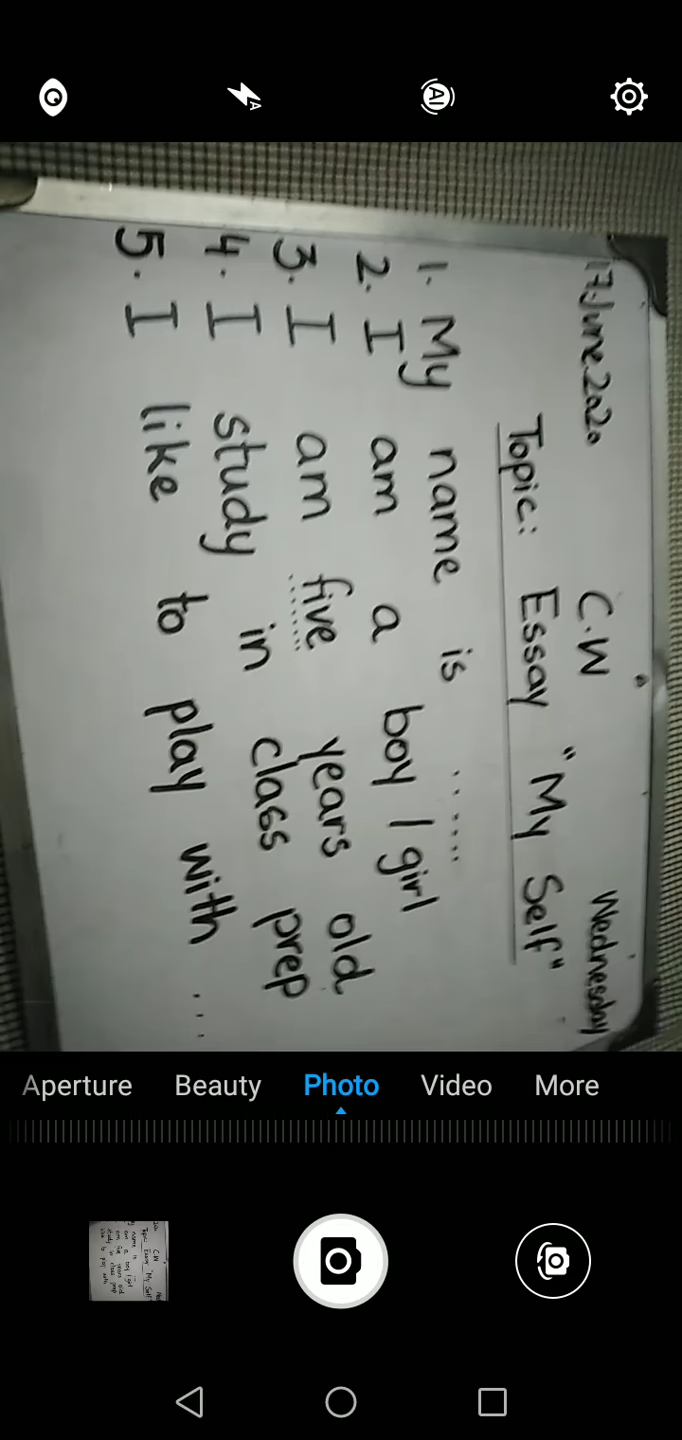 17.June.2020 C.W Wednesday
Topic: Essay "My Self"
1. My name is ......
2. I am a boy / girl
3. I am five years old
4. I study in class prep
5. I like to play with ...
Aperture Beauty Photo Video More